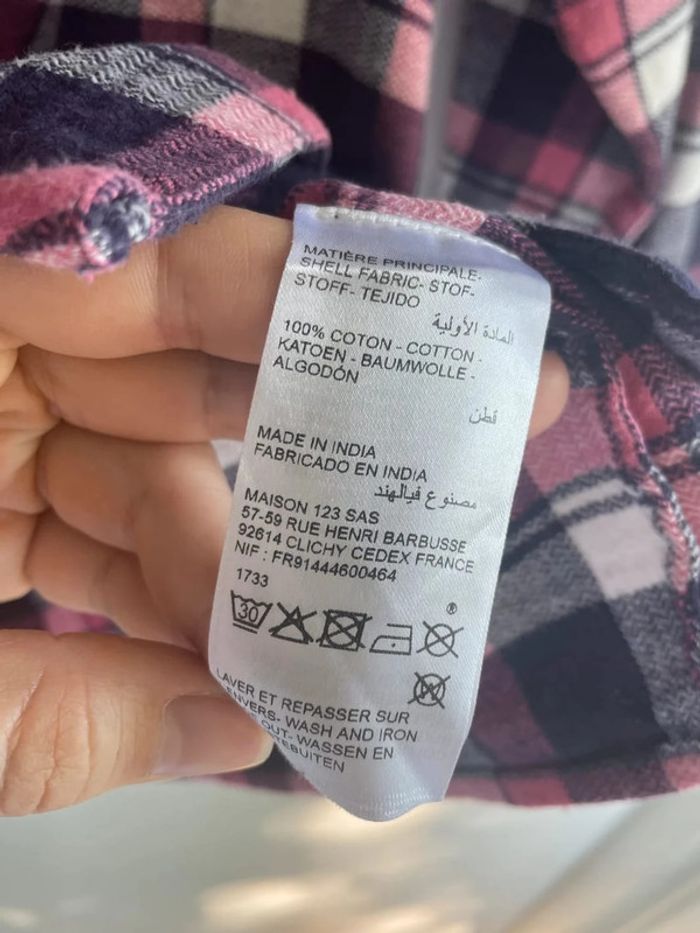 MATIÈRE PRINCIPALE-
SHELL FABRIC- STOF-
STOFF- TEJIDO
المادة الأولية
100% COTON - COTTON -
KATOEN - BAUMWOLLE -
ALGODÓN
قطن
MADE IN INDIA
FABRICADO EN INDIA
مصنوع فيالهند
MAISON 123 SAS
57-59 RUE HENRI BARBUSSE
92614 CLICHY CEDEX FRANCE
NIF : FR91444600464
1733
30
®
W
LAVER ET REPASSER SUR
ENVERS- WASH AND IRON
OUT- WASSEN EN